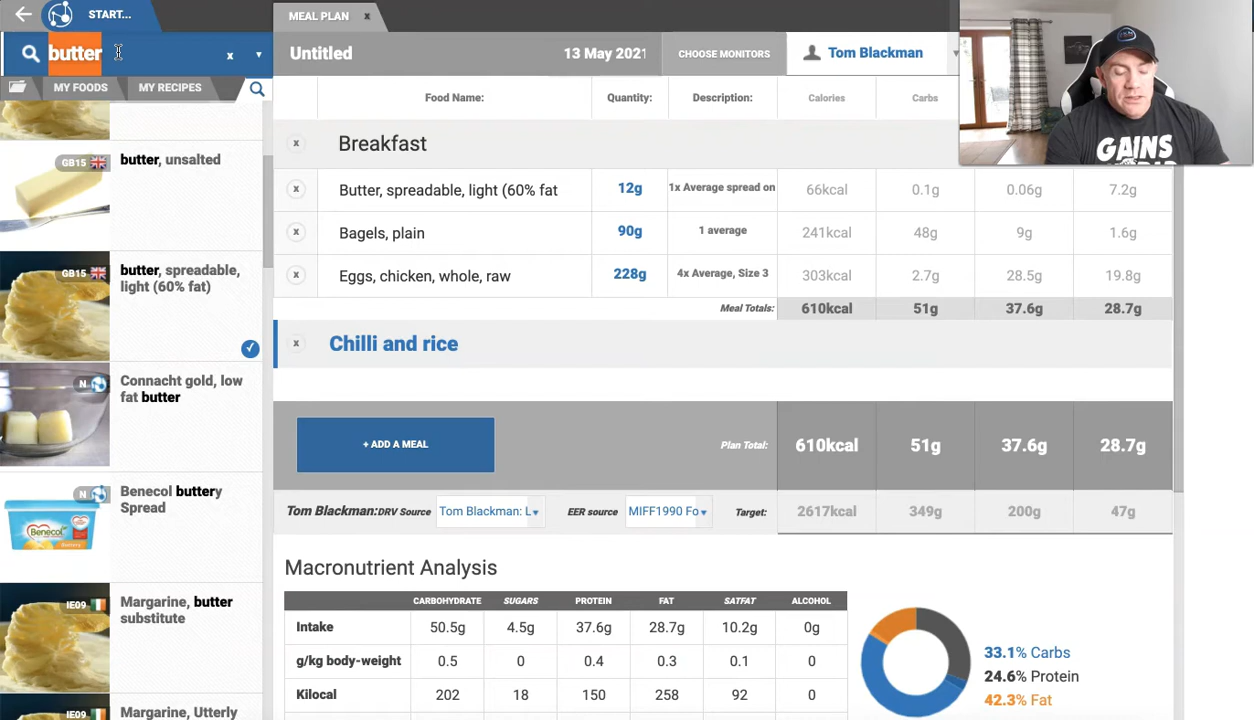 START...
MEAL PLAN x
butter x
Untitled 13 May 2021 CHOOSE MONITORS Tom Blackman
MY FOODS MY RECIPES
Food Name: Quantity: Description: Calories Carbs
GB15
butter, unsalted
GB15
butter, spreadable,
light (60% fat)
N
Connacht gold, low
fat butter
N
Benecol buttery
Spread
IE09
Margarine, butter
substitute
IE09
Margarine, Utterly
x Breakfast
x Butter, spreadable, light (60% fat 12g 1x Average spread on 66kcal 0.1g 0.06g 7.2g
x Bagels, plain 90g 1 average 241kcal 48g 9g 1.6g
x Eggs, chicken, whole, raw 228g 4x Average, Size 3 303kcal 2.7g 28.5g 19.8g
Meal Totals: 610kcal 51g 37.6g 28.7g
x Chilli and rice
+ ADD A MEAL Plan Total: 610kcal 51g 37.6g 28.7g
Tom Blackman:DRV Source Tom Blackman: L EER source MIFF1990 Fo Target: 2617kcal 349g 200g 47g
Macronutrient Analysis
CARBOHYDRATE SUGARS PROTEIN FAT SATFAT ALCOHOL
Intake 50.5g 4.5g 37.6g 28.7g 10.2g 0g
g/kg body-weight 0.5 0 0.4 0.3 0.1 0
Kilocal 202 18 150 258 92 0
33.1% Carbs
24.6% Protein
42.3% Fat
GAINS